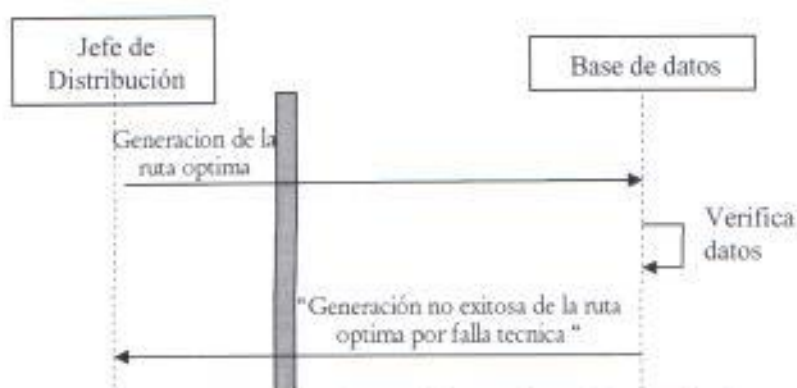 Jefe de
Distribución
Base de datos
Generacion de la
ruta optima
Verifica
datos
"Generación no exitosa de la ruta
optima por falla tecnica "